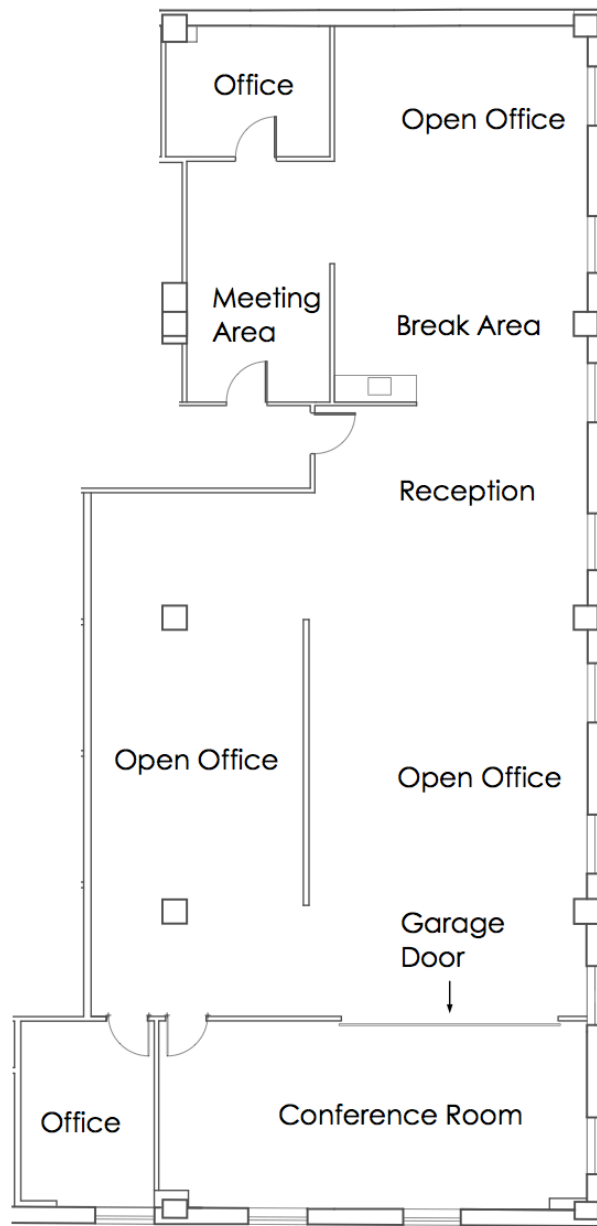 Office
Open Office
Meeting
Area
Break Area
Reception
Open Office
Open Office
Garage
Door
Office
Conference Room